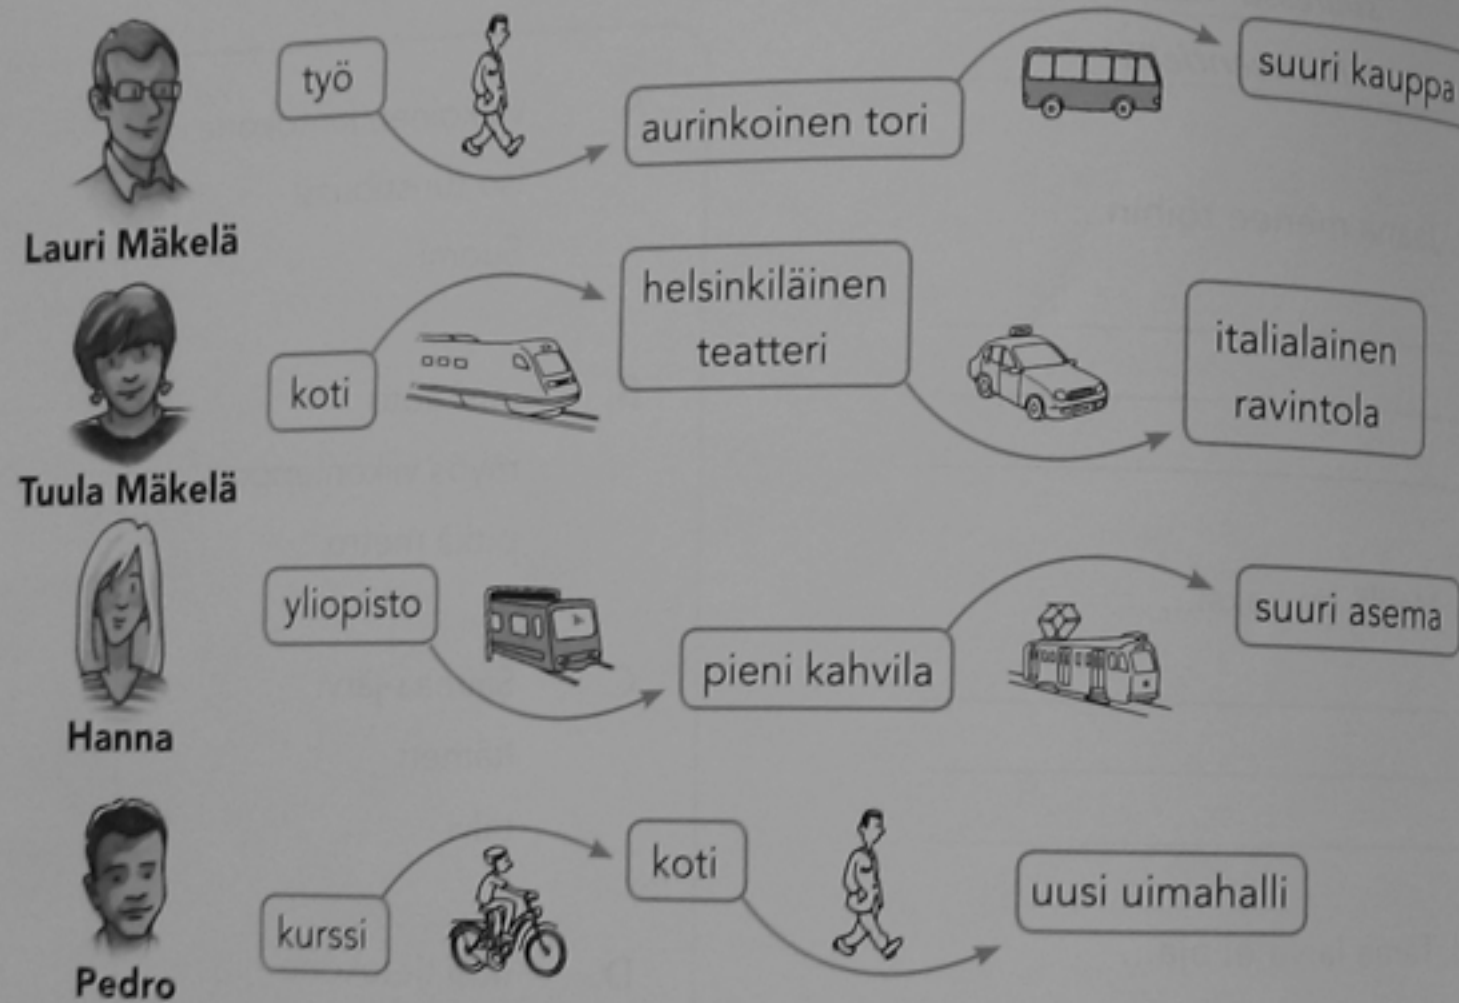 työ
aurinkoinen tori
suuri kauppa
Lauri Mäkelä
koti
helsinkiläinen
teatteri
italialainen
ravintola
Tuula Mäkelä
yliopisto
pieni kahvila
suuri asema
Hanna
kurssi
koti
uusi uimahalli
Pedro